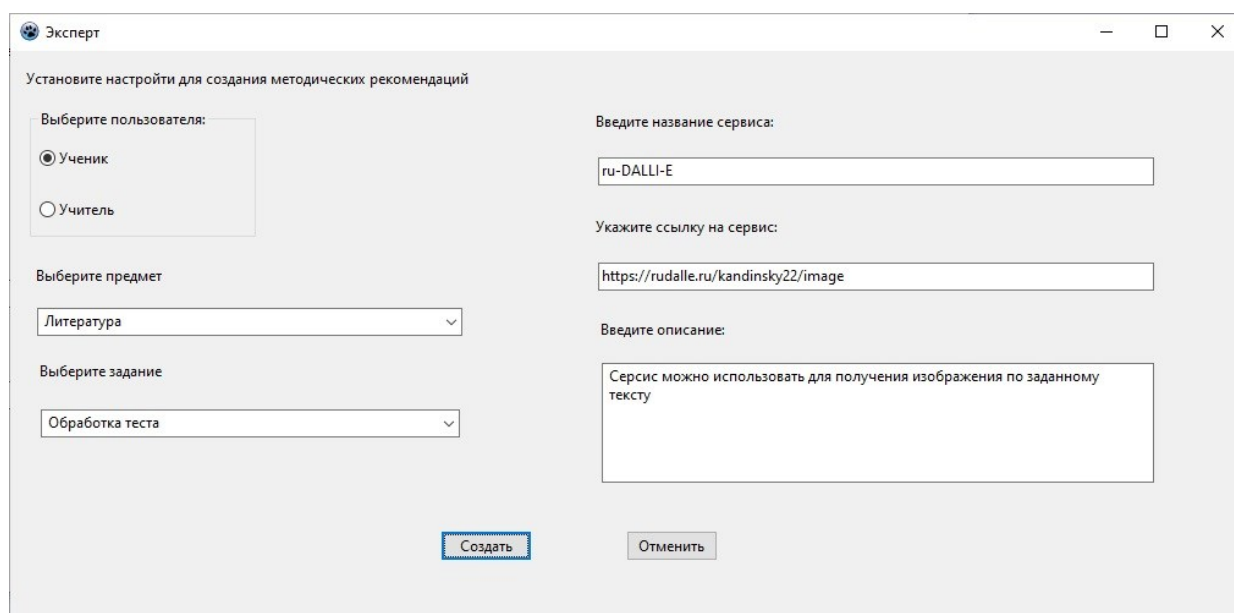 Эксперт
Установите настройти для создания методических рекомендаций
Выберите пользователя:
Ученик
Учитель
Выберите предмет
Литература
Выберите задание
Обработка теста
Введите название сервиса:
ru-DALLI-E
Укажите ссылку на сервис:
https://rudalle.ru/kandinsky22/image
Введите описание:
Серсис можно использовать для получения изображения по заданному
тексту
Создать
Отменить